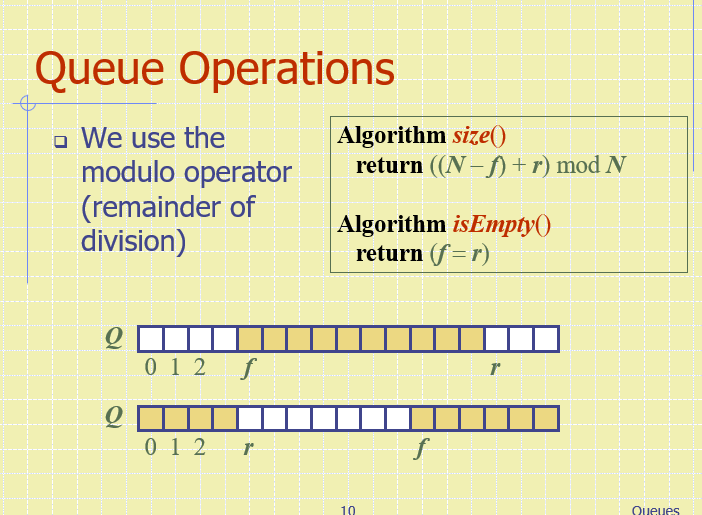 Queue Operations
We use the
modulo operator
(remainder of
division)
Algorithm size()
return ((N – f) + r) mod N
Algorithm isEmpty()
return (f = r)
Q
0 1 2 f r
Q
0 1 2 r f
10 Queues